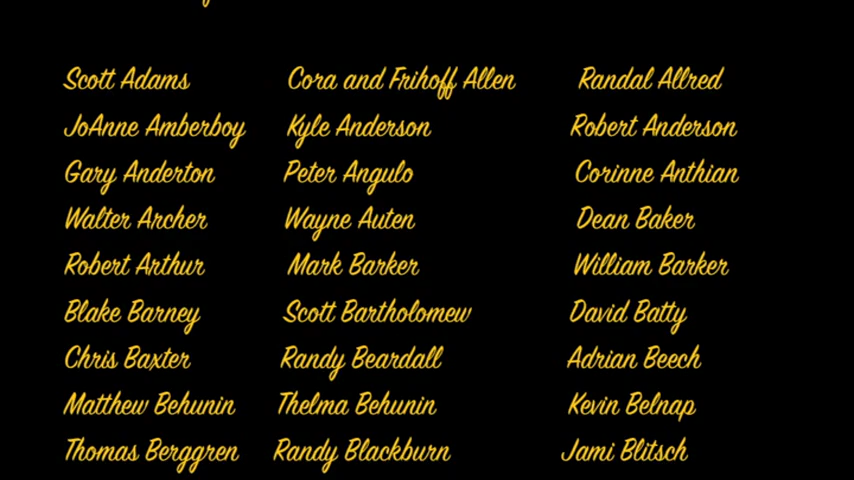 Scott Adams Cora and Frihoff Allen Randal Allred
JoAnne Amberboy Kyle Anderson Robert Anderson
Gary Anderton Peter Angulo Corinne Anthian
Walter Archer Wayne Auten Dean Baker
Robert Arthur Mark Barker William Barker
Blake Barney Scott Bartholomew David Batty
Chris Baxter Randy Beardall Adrian Beech
Matthew Behunin Thelma Behunin Kevin Belnap
Thomas Berggren Randy Blackburn Jami Blitsch